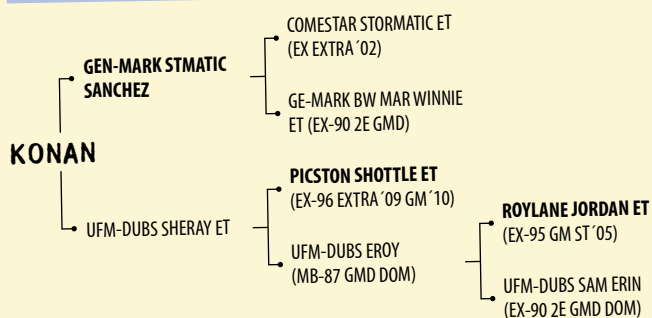 COMESTAR STORMATIC ET
(EX EXTRA´02)
GEN-MARK STMATIC
SANCHEZ
GE-MARK BW MAR WINNIE
ET (EX-90 2E GMD)
KONAN
PICSTON SHOTTLE ET
(EX-96 EXTRA´09 GM´10)
UFM-DUBS SHERAY ET
ROYLANE JORDAN ET
(EX-95 GM ST´05)
UFM-DUBS EROY
(MB-87 GMD DOM)
UFM-DUBS SAM ERIN
(EX-90 2E GMD DOM)